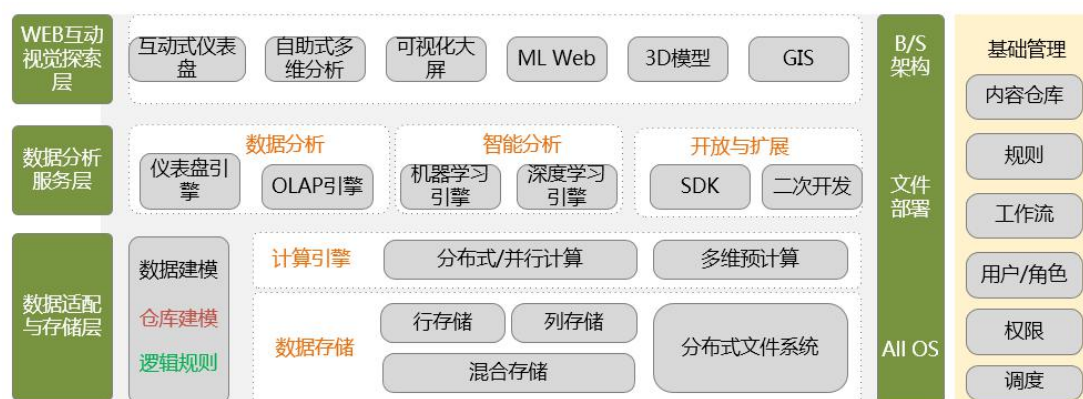 WEB互动
视觉探索
层
互动式仪表
盘
自助式多
维分析
可视化大
屏
ML Web
3D模型
GIS
数据分析
服务层
数据分析
仪表盘引
擎
OLAP引擎
智能分析
机器学习
引擎
深度学习
引擎
开放与扩展
SDK
二次开发
数据适配
与存储层
数据建模
仓库建模
逻辑规则
计算引擎
分布式/并行计算
多维预计算
数据存储
行存储
列存储
混合存储
分布式文件系统
B/S
架构
文件
部署
All OS
基础管理
内容仓库
规则
工作流
用户/角色
权限
调度